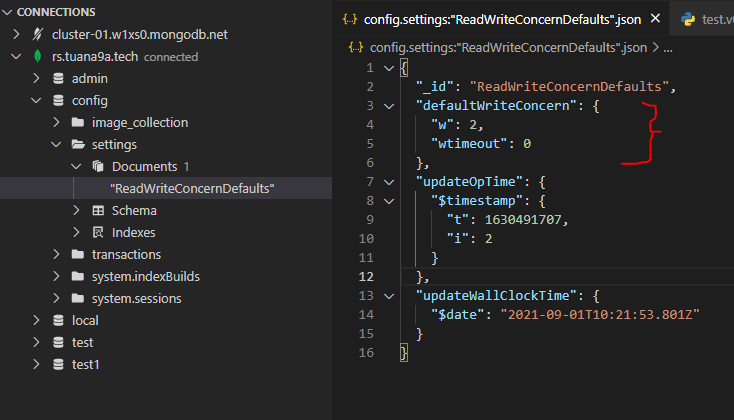 CONNECTIONS
cluster-01.w1xs0.mongodb.net
rs.tuana9a.tech connected
admin
config
image_collection
settings
Documents 1
"ReadWriteConcernDefaults"
Schema
Indexes
transactions
system.indexBuilds
system.sessions
local
test
test1
{..} config.settings:"ReadWriteConcernDefaults".json
test.v
{..} config.settings:"ReadWriteConcernDefaults".json > ...
1 {
2 "_id": "ReadWriteConcernDefaults",
3 "defaultWriteConcern": {
4 "w": 2,
5 "wtimeout": 0
6 },
7 "updateOpTime": {
8 "$timestamp": {
9 "t": 1630491707,
10 "i": 2
11 }
12 },
13 "updateWallClockTime": {
14 "$date": "2021-09-01T10:21:53.801Z"
15 }
16 }